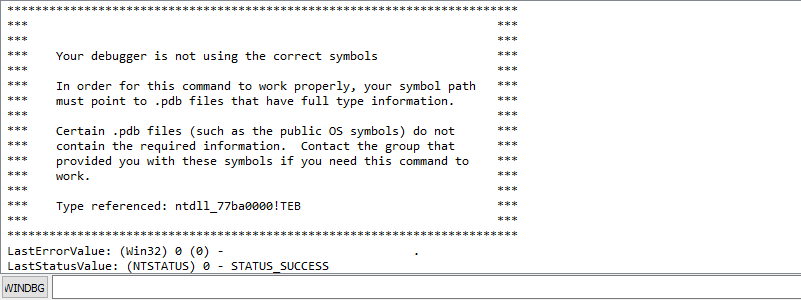 *************************************************************************
***                                                                   ***
***                                                                   ***
***    Your debugger is not using the correct symbols                 ***
***                                                                   ***
***    In order for this command to work properly, your symbol path   ***
***    must point to .pdb files that have full type information.      ***
***                                                                   ***
***    Certain .pdb files (such as the public OS symbols) do not      ***
***    contain the required information.  Contact the group that      ***
***    provided you with these symbols if you need this command to    ***
***    work.                                                          ***
***                                                                   ***
***    Type referenced: ntdll_77ba0000!TEB                            ***
***                                                                   ***
*************************************************************************
LastErrorValue: (Win32) 0 (0) -                           .
LastStatusValue: (NTSTATUS) 0 - STATUS_SUCCESS
WINDBG